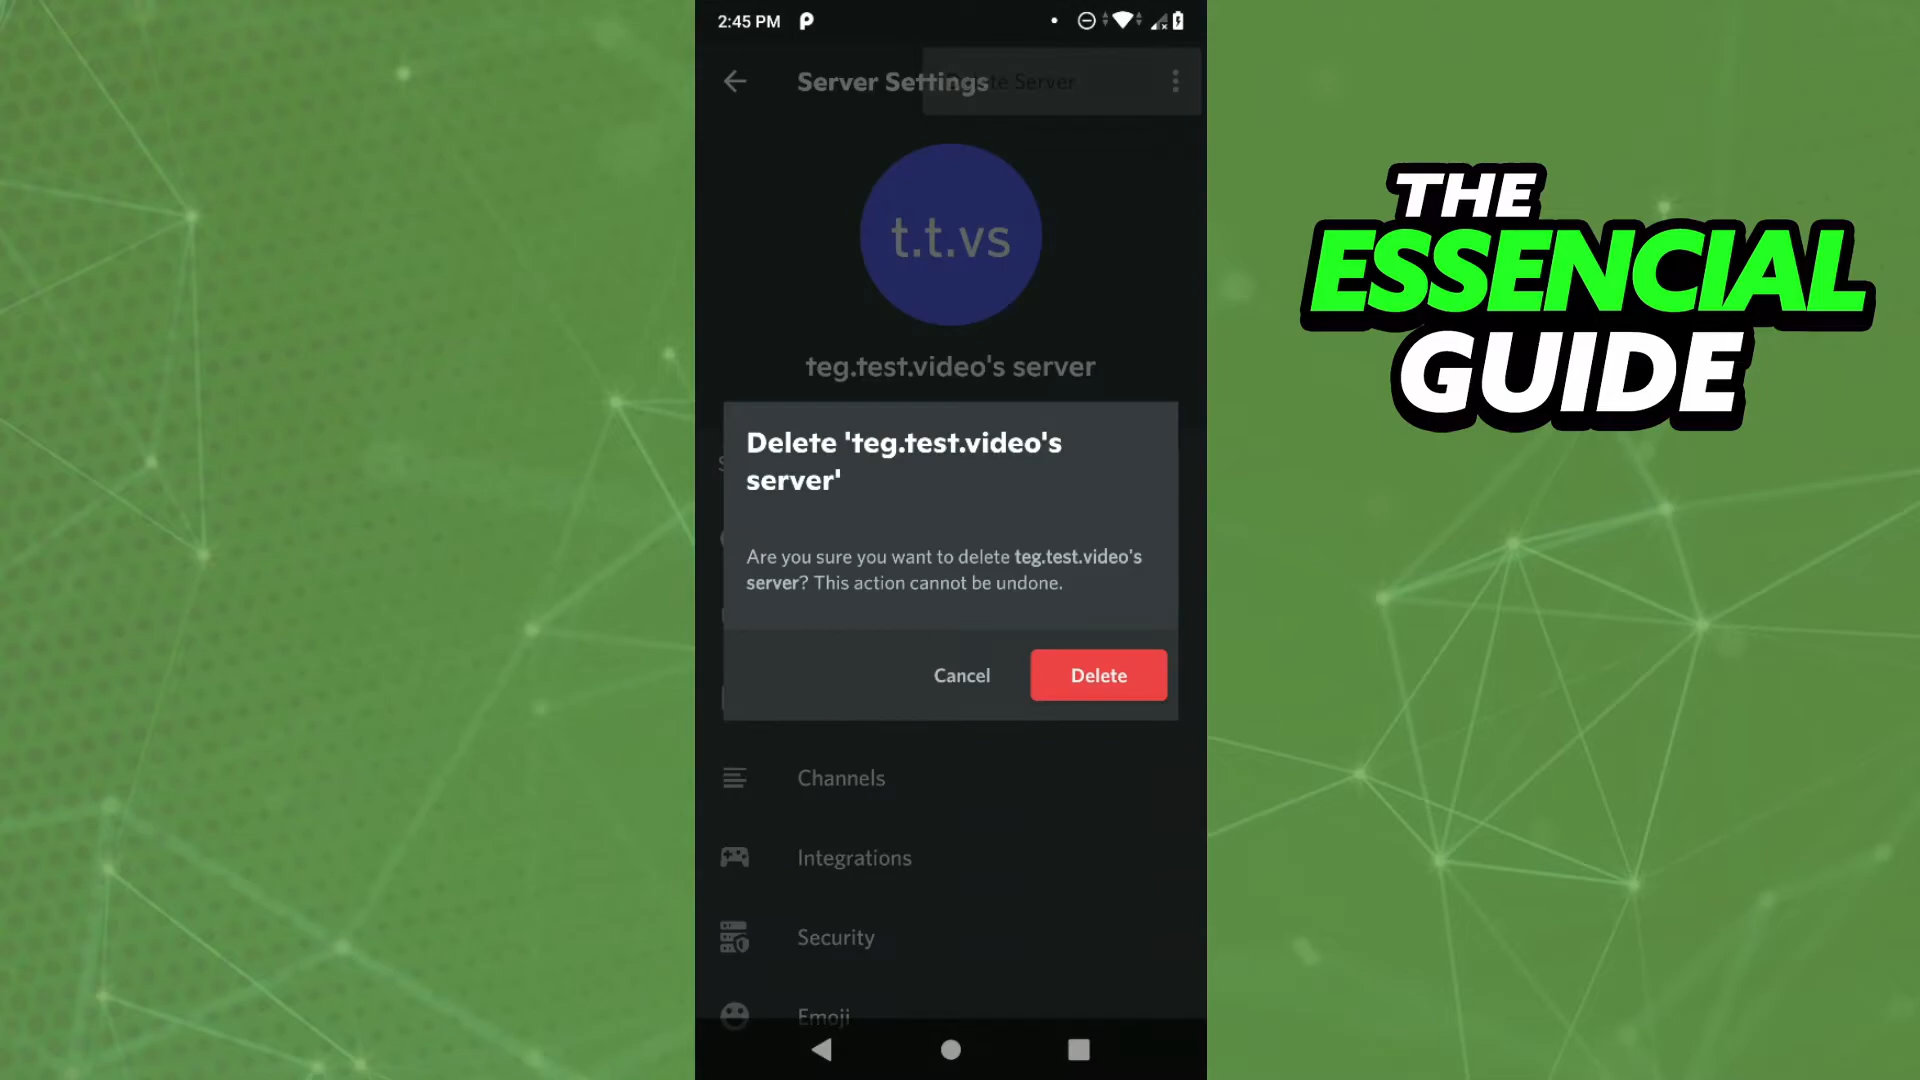 2:45 PM
Server Settings
te Server
t.t.vs
teg.test.video's server
Delete 'teg.test.video's
server'
Are you sure you want to delete teg.test.video's
server? This action cannot be undone.
Cancel
Delete
Channels
Integrations
Security
Emoji
THE
ESSENCIAL
GUIDE